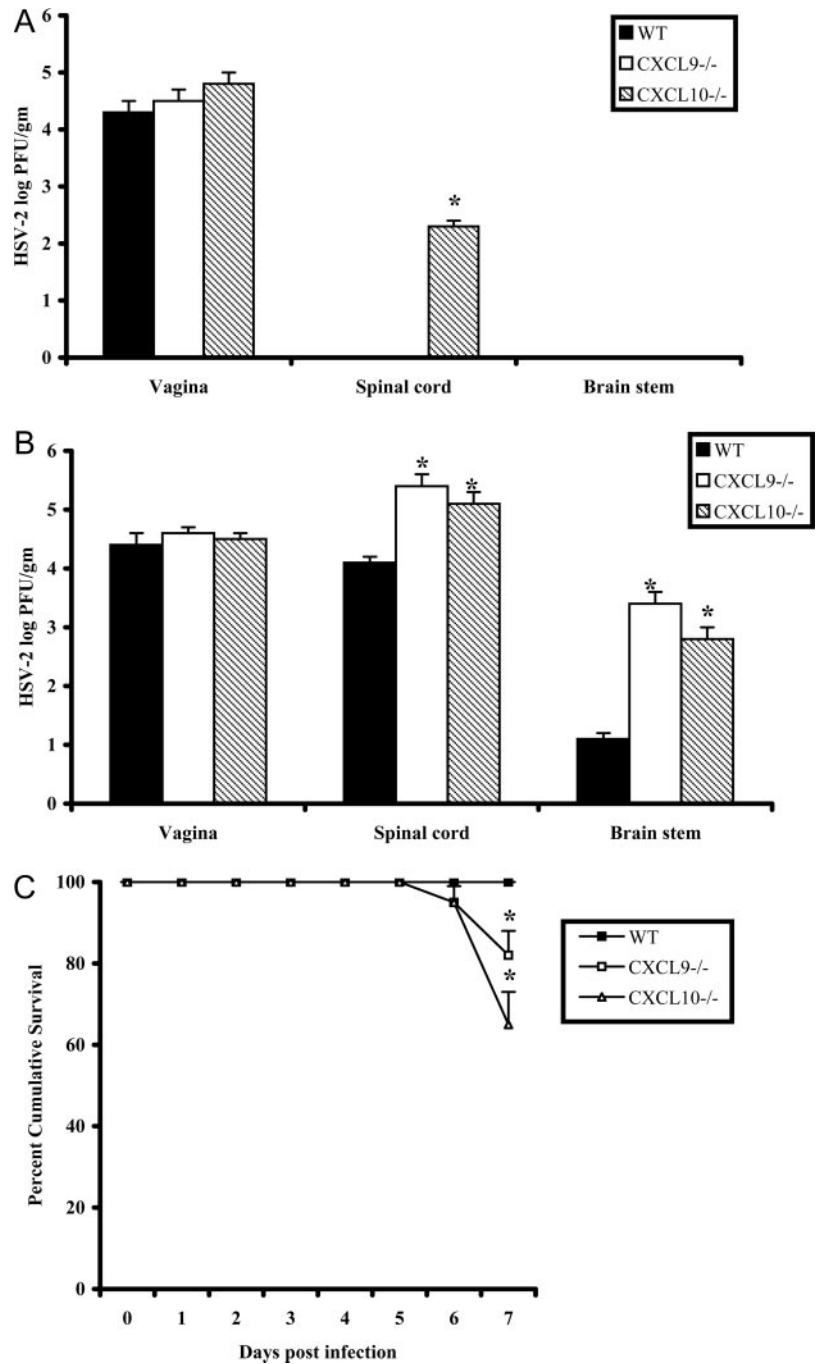 A
WT
CXCL9-/-
CXCL10-/-
HSV-2 log PFU/gm
6
5
4
3
2
1
0
*
Vagina Spinal cord Brain stem
B
WT
CXCL9-/-
CXCL10-/-
HSV-2 log PFU/gm
6
5
4
3
2
1
0
* *
* *
Vagina Spinal cord Brain stem
C
Percent Cumulative Survival
100
80
60
40
20
0
*
*
WT
CXCL9-/-
CXCL10-/-
0 1 2 3 4 5 6 7
Days post infection